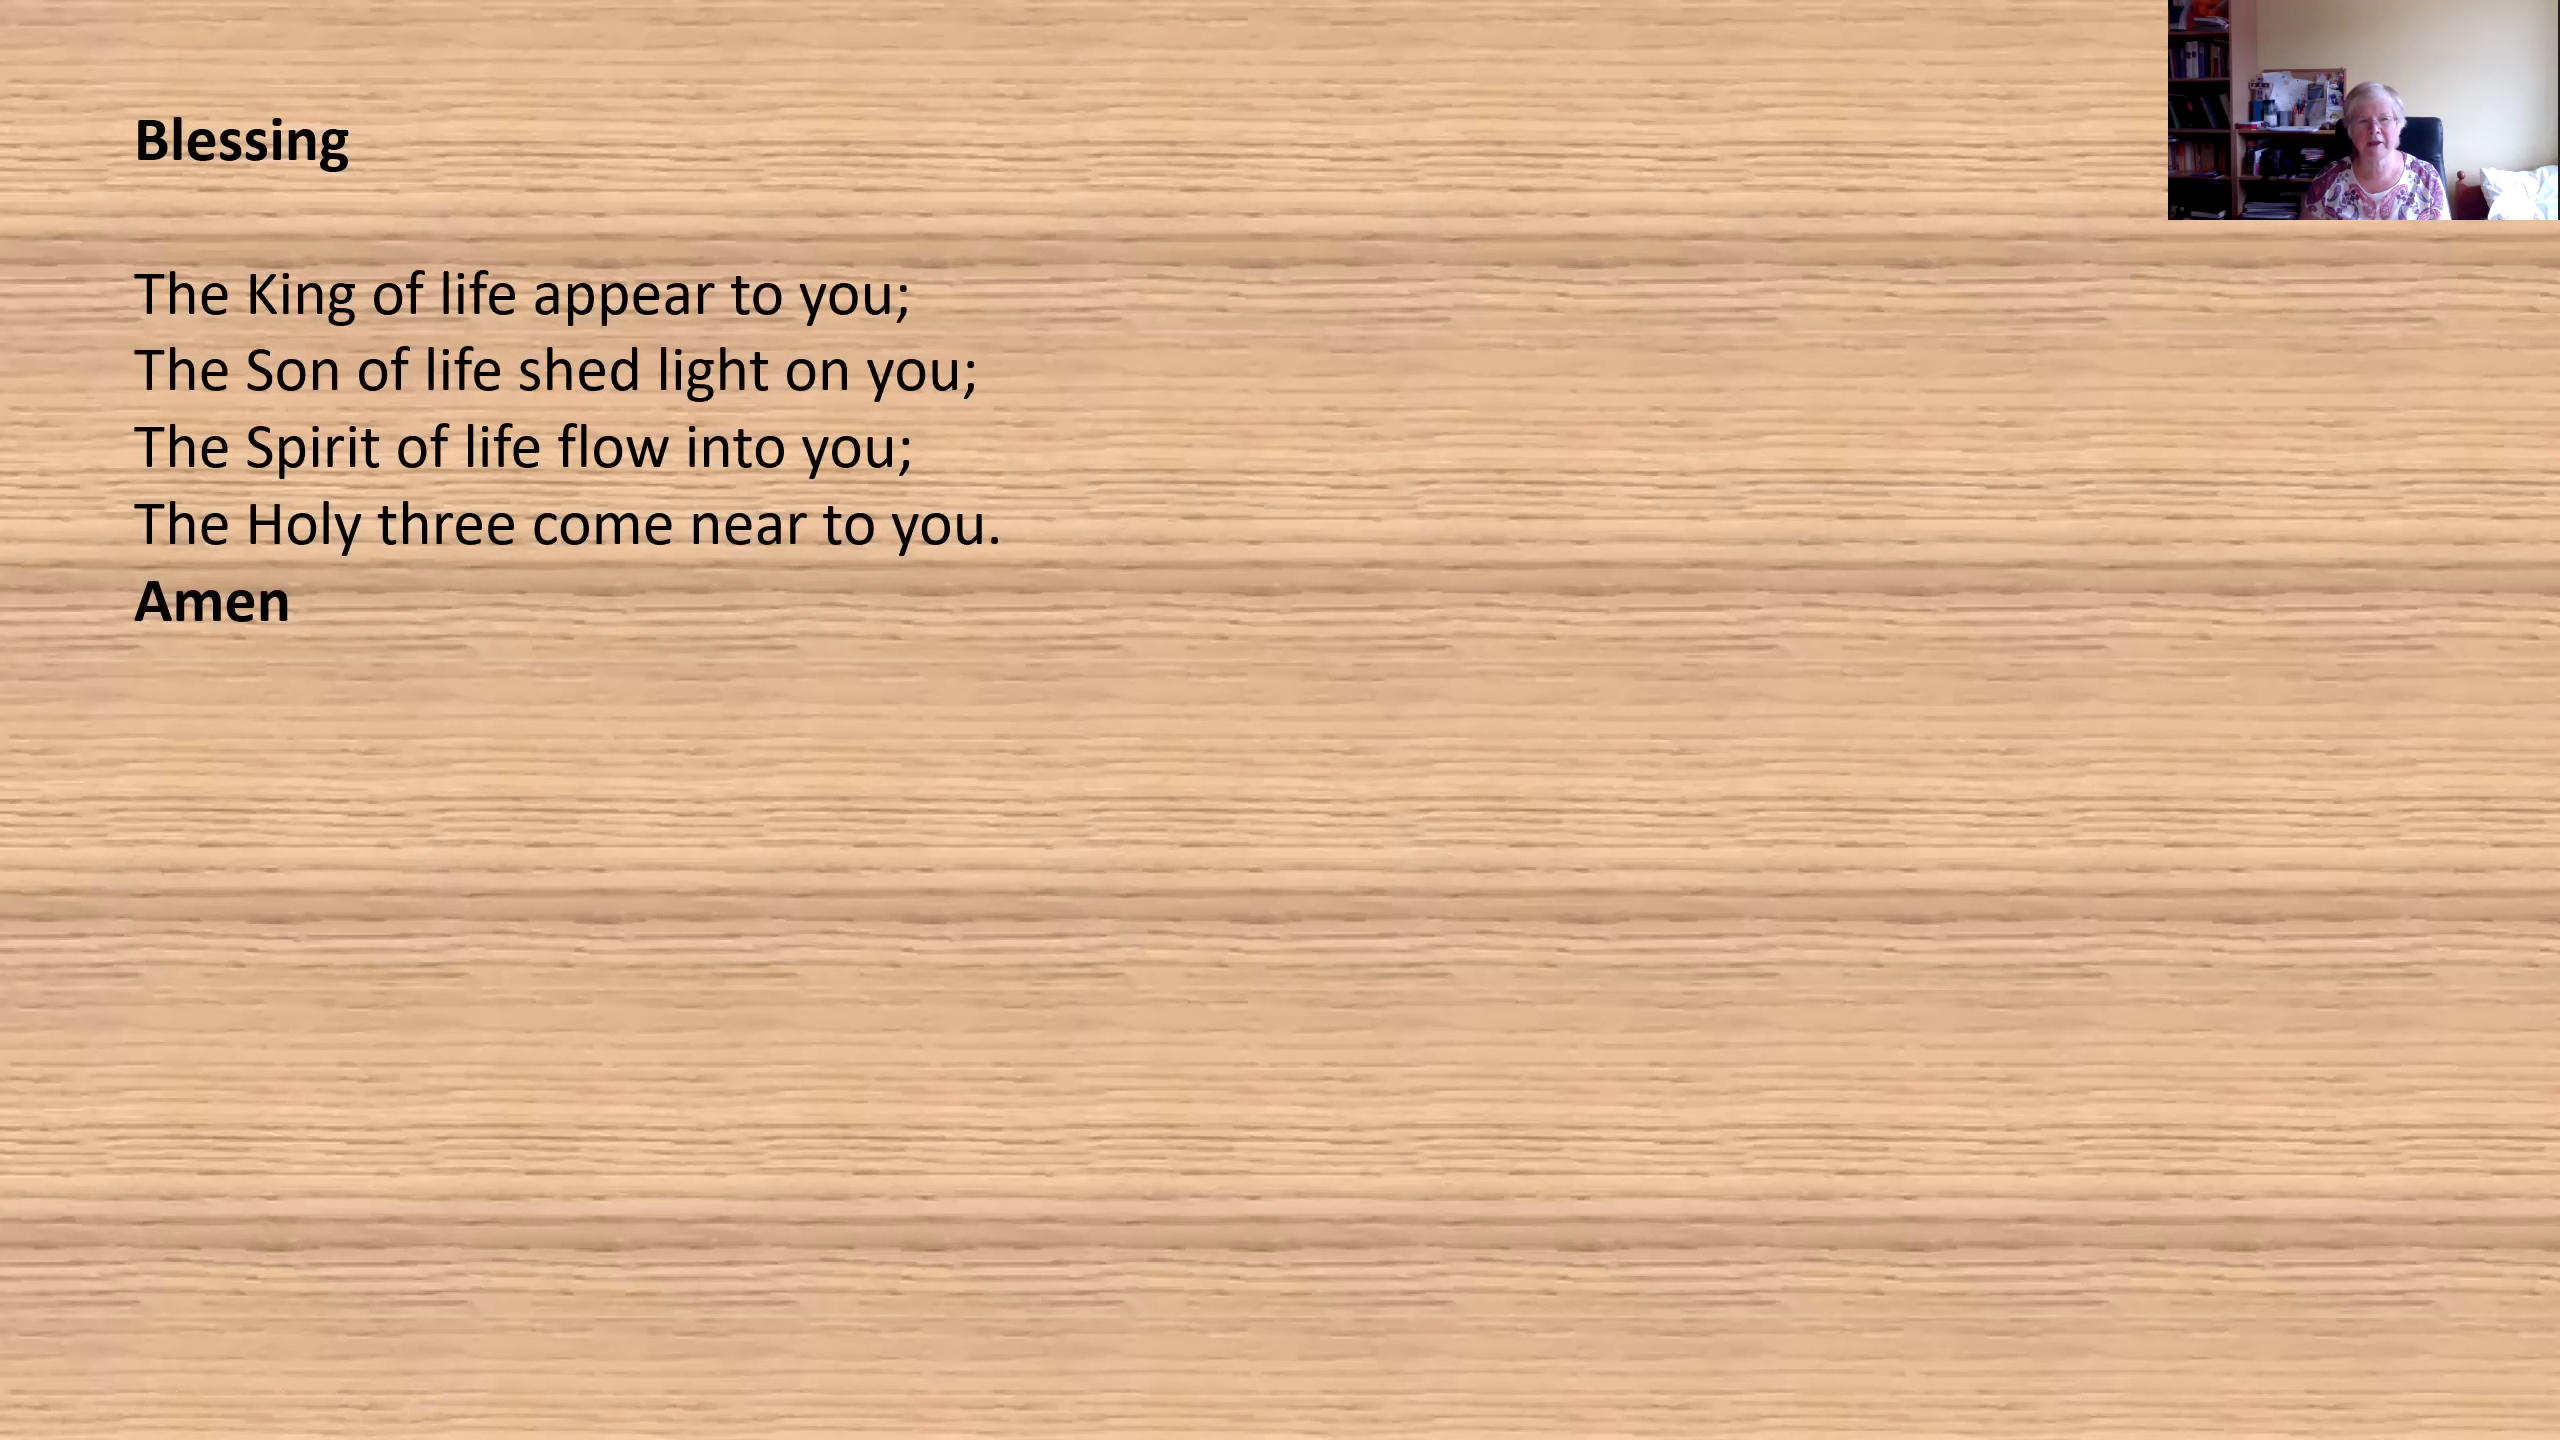 Blessing
The King of life appear to you;
The Son of life shed light on you;
The Spirit of life flow into you;
The Holy three come near to you.
Amen